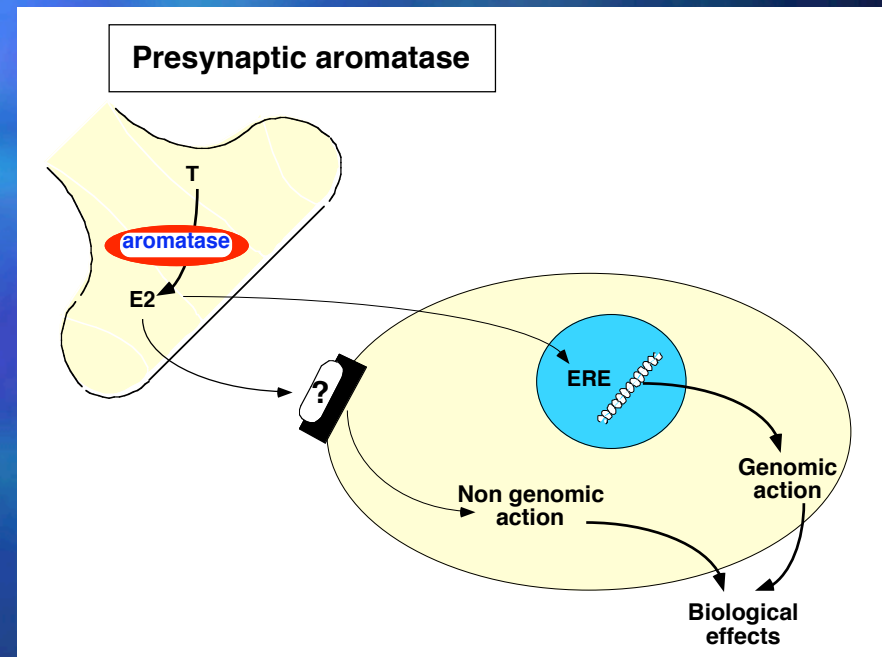 Presynaptic aromatase
T
aromatase
E2
?
ERE
Genomic
action
Non genomic
action
Biological
effects